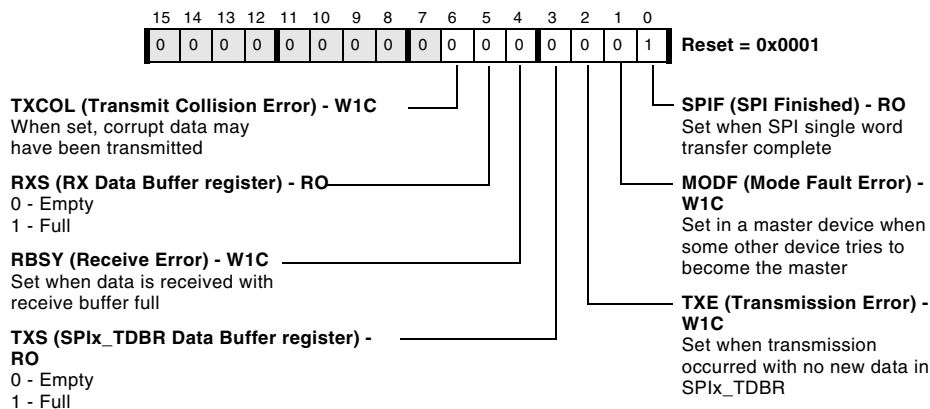 15 14 13 12 11 10 9 8 7 6 5 4 3 2 1 0
0 0 0 0 0 0 0 0 0 0 0 0 0 0 0 1 Reset = 0x0001
TXCOL (Transmit Collision Error) - W1C
When set, corrupt data may
have been transmitted
RXS (RX Data Buffer register) - RO
0 - Empty
1 - Full
RBSY (Receive Error) - W1C
Set when data is received with
receive buffer full
TXS (SPIx_TDBR Data Buffer register) -
RO
0 - Empty
1 - Full
SPIF (SPI Finished) - RO
Set when SPI single word
transfer complete
MODF (Mode Fault Error) -
W1C
Set in a master device when
some other device tries to
become the master
TXE (Transmission Error) -
W1C
Set when transmission
occurred with no new data in
SPIx_TDBR